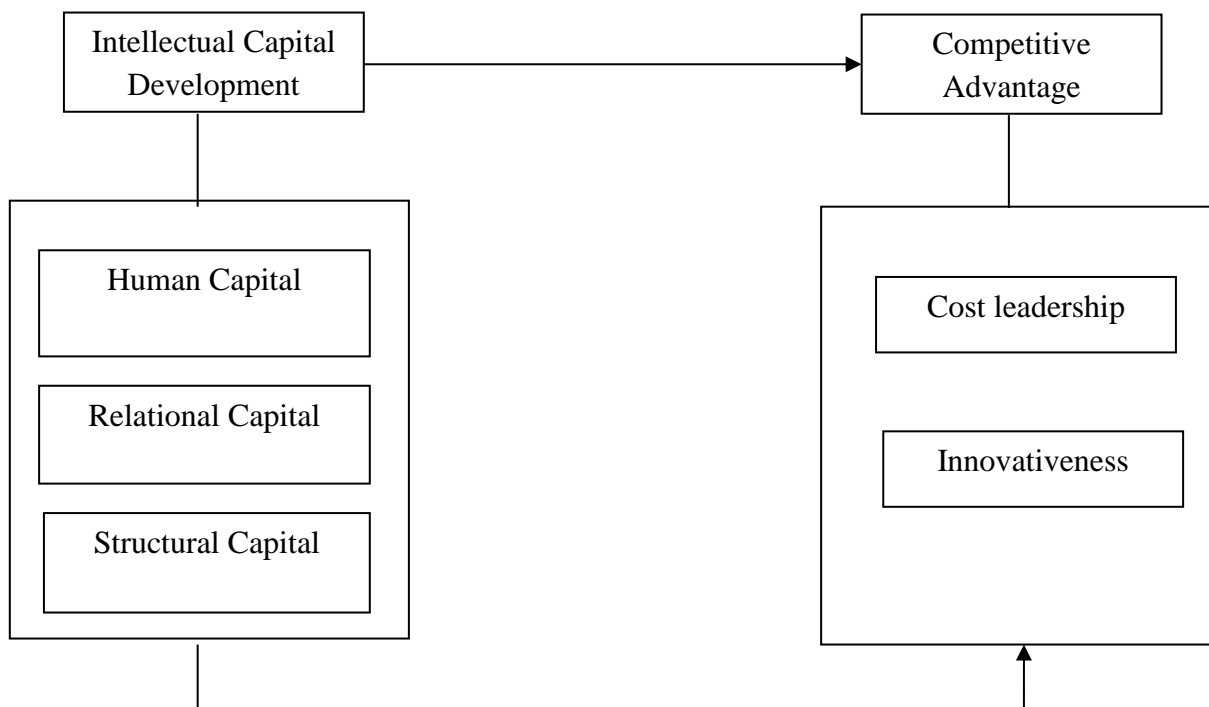 Intellectual Capital
Development
Competitive
Advantage
Human Capital
Relational Capital
Structural Capital
Cost leadership
Innovativeness